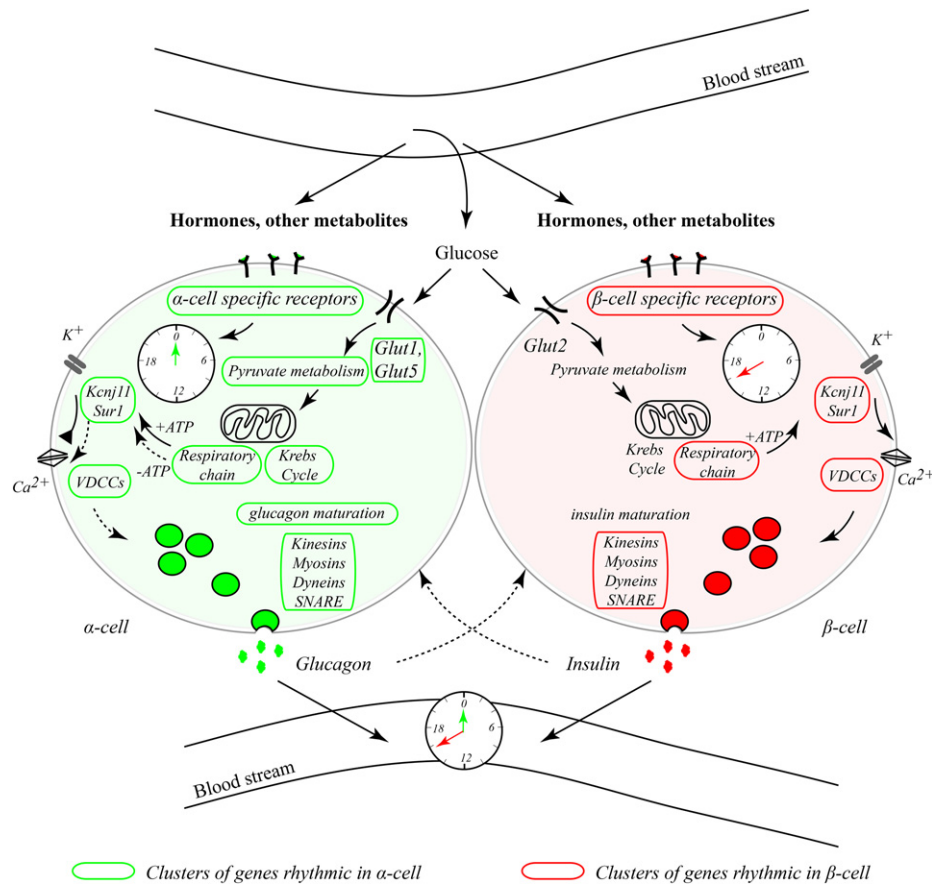 Blood stream
Hormones, other metabolites
Hormones, other metabolites
Glucose
α-cell specific receptors
K+
0
6
12
18
Glut1,
Glut5
Pyruvate metabolism
Kcnj11
Sur1
+ATP
-ATP
Respiratory
chain
Krebs
Cycle
Ca2+
VDCCs
glucagon maturation
Kinesins
Myosins
Dyneins
SNARE
α-cell
Glucagon
β-cell specific receptors
Glut2
K+
0
6
12
18
Pyruvate metabolism
Kcnj11
Sur1
Krebs
Cycle
Respiratory
chain
+ATP
VDCCs
Ca2+
insulin maturation
Kinesins
Myosins
Dyneins
SNARE
β-cell
Insulin
0
6
12
18
Blood stream
Clusters of genes rhythmic in α-cell
Clusters of genes rhythmic in β-cell